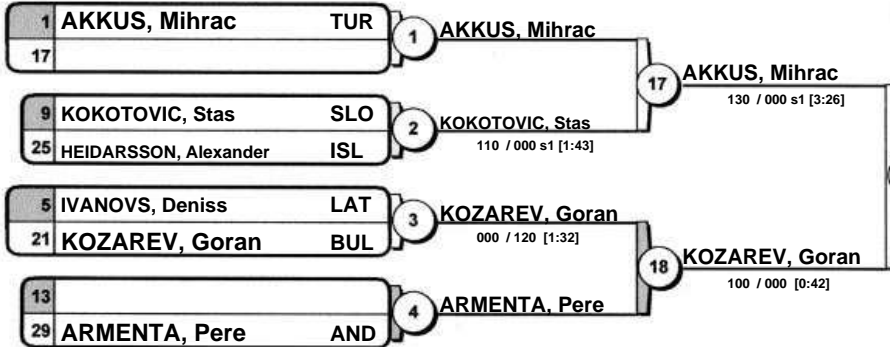 1 AKKUS, Mihrac TUR
17
1 AKKUS, Mihrac
9 KOKOTOVIC, Stas SLO
25 HEIDARSSON, Alexander ISL
2 KOKOTOVIC, Stas
110 / 000 s1 [1:43]
17 AKKUS, Mihrac
130 / 000 s1 [3:26]
5 IVANOVS, Deniss LAT
21 KOZAREV, Goran BUL
3 KOZAREV, Goran
000 / 120 [1:32]
13
29 ARMENTA, Pere AND
4 ARMENTA, Pere
18 KOZAREV, Goran
100 / 000 [0:42]